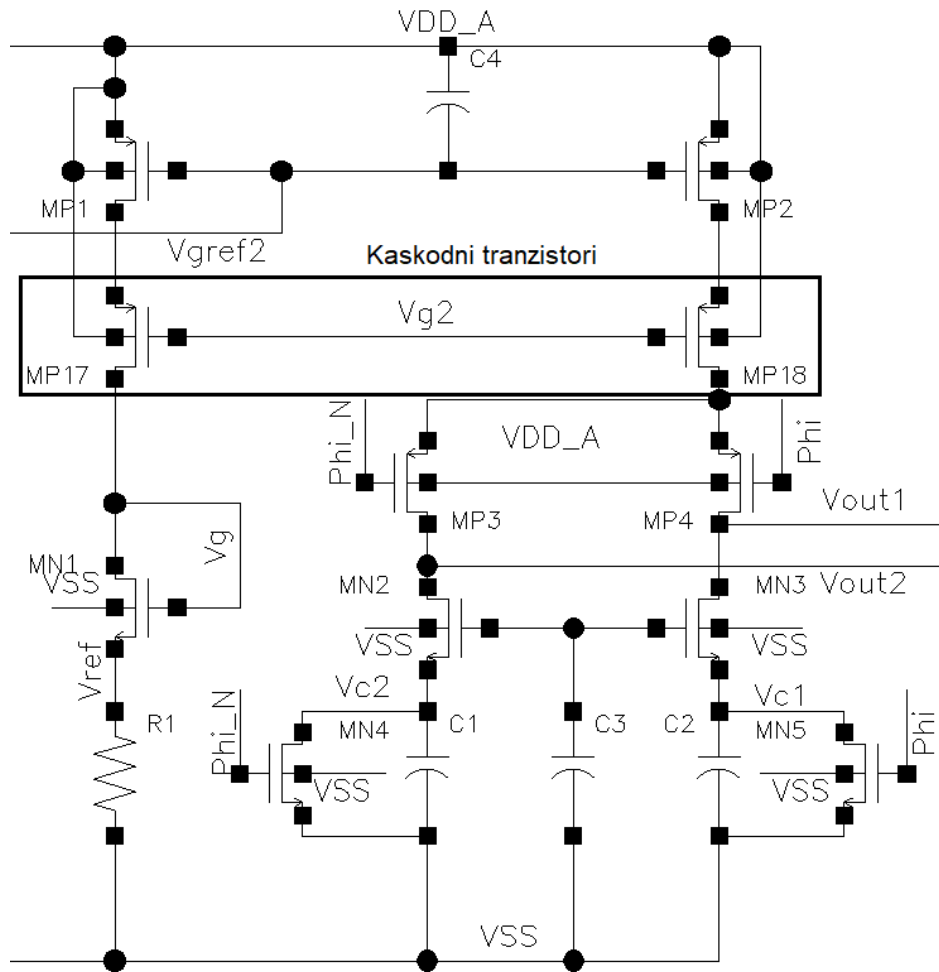 VDD_A
C4
MP1
MP2
Vgref2
Kaskodni tranzistori
Vg2
MP17
MP18
Phi_N
VDD_A
Phi
MP3
MP4
Vout1
Vg
MN1
MN2
MN3
Vout2
VSS
VSS
VSS
Vref
Vc2
Vc1
R1
Phi_N
MN4
C1
C3
C2
MN5
Phi
VSS
VSS
VSS